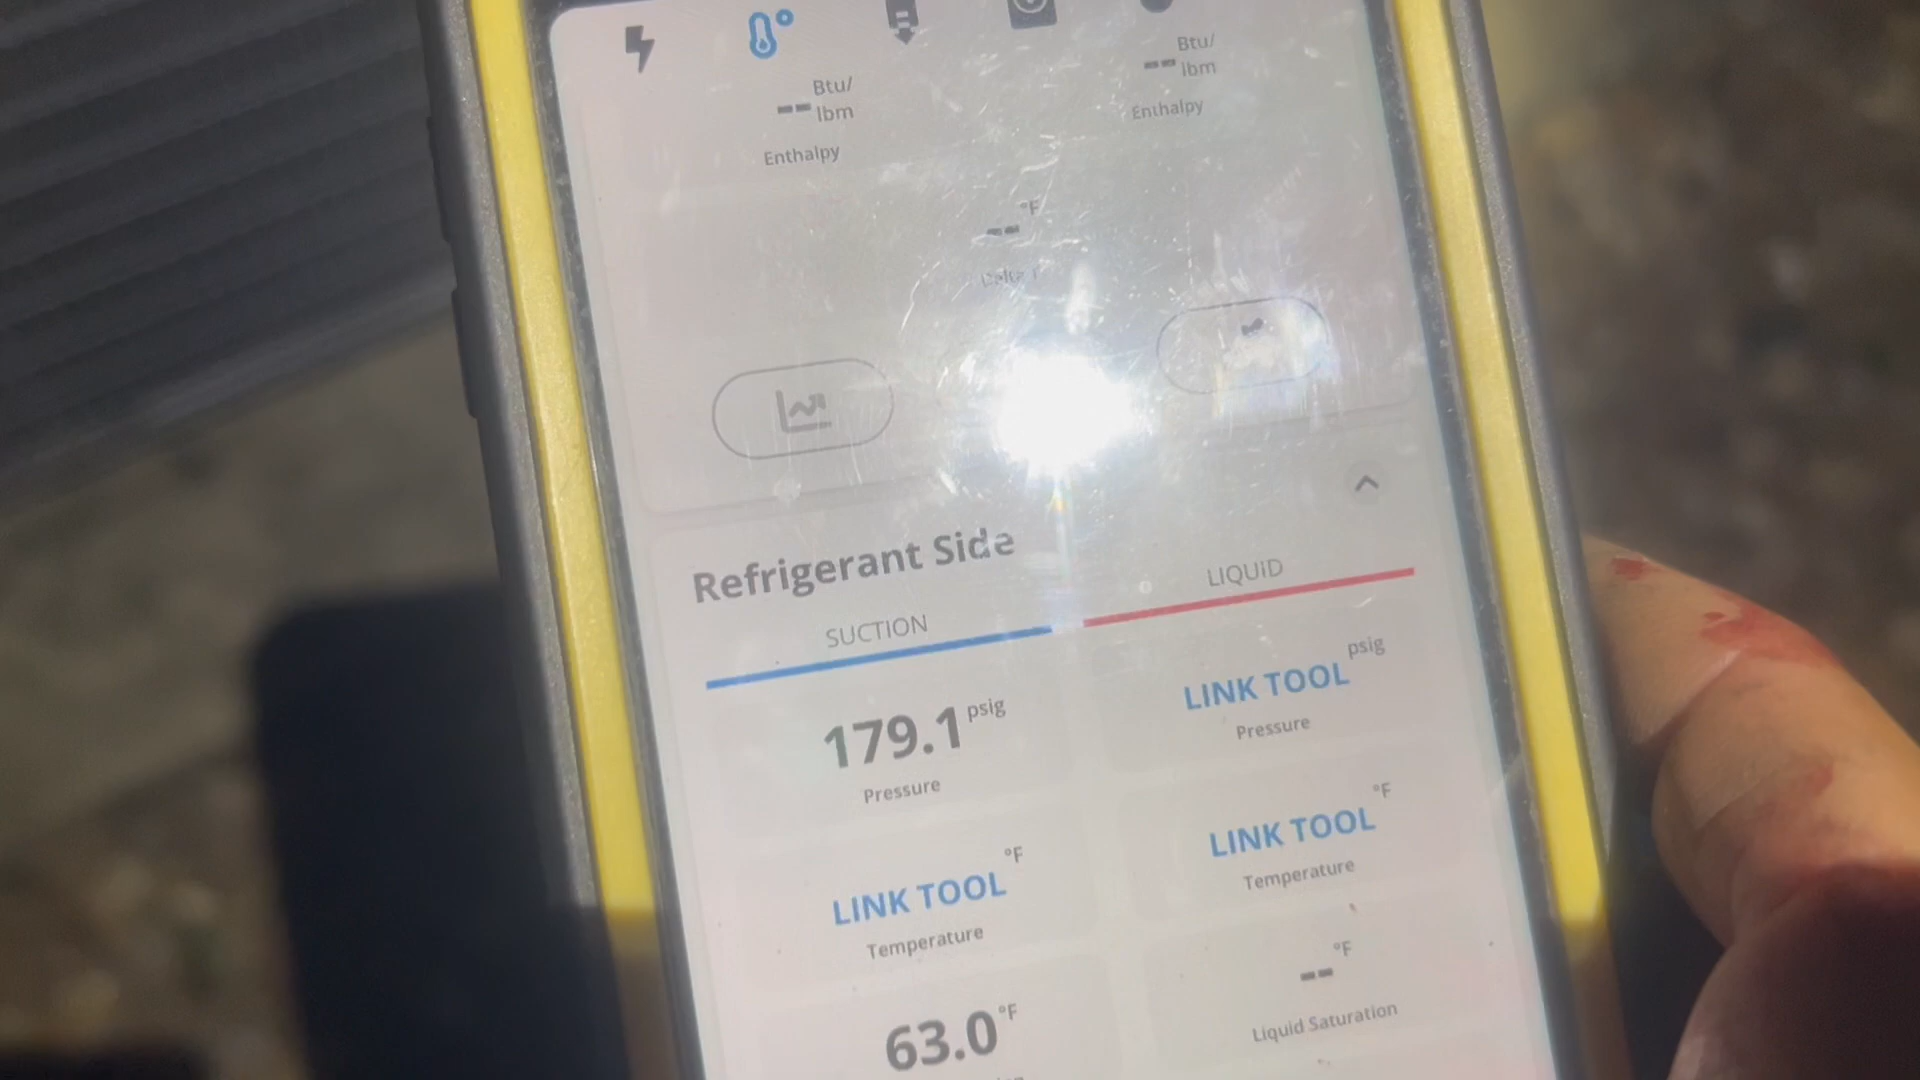 -- Btu/ lbm
Enthalpy
-- Btu/ lbm
Enthalpy
-- °F
Delta T
Refrigerant Side
SUCTION
LIQUID
179.1 psig
Pressure
LINK TOOL psig
Pressure
LINK TOOL °F
Temperature
LINK TOOL °F
Temperature
63.0 °F
-- °F
Liquid Saturation